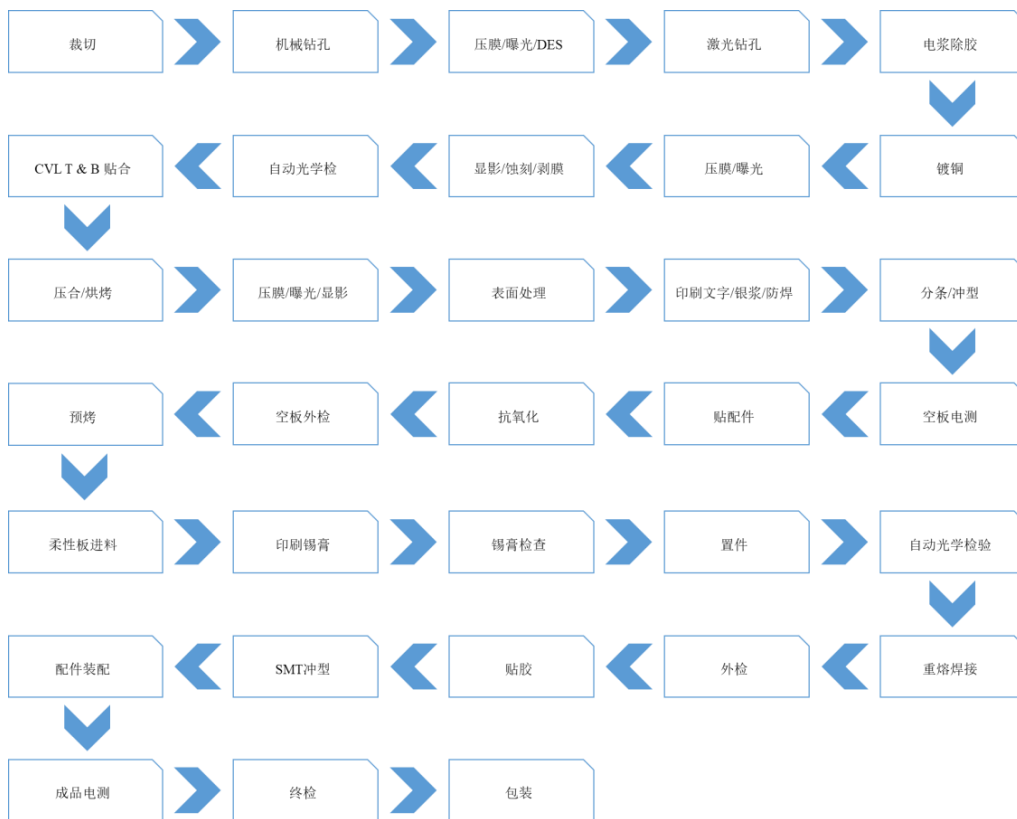 裁切
机械钻孔
压膜/曝光/DES
激光钻孔
电浆除胶
镀铜
压膜/曝光
显影/蚀刻/剥膜
自动光学检
CVL T & B 贴合
压合/烘烤
压膜/曝光/显影
表面处理
印刷文字/银浆/防焊
分条/冲型
空板电测
贴配件
抗氧化
空板外检
预烤
柔性板进料
印刷锡膏
锡膏检查
置件
自动光学检验
重熔焊接
外检
贴胶
SMT冲型
配件装配
成品电测
终检
包装